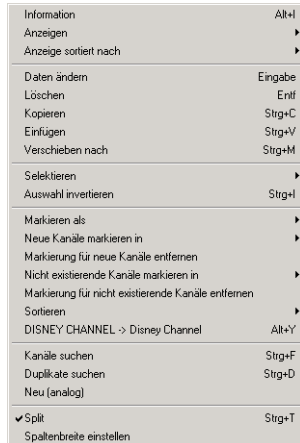 Information Alt+I
Anzeigen
Anzeige sortiert nach
Daten ändern Eingabe
Löschen Entf
Kopieren Strg+C
Einfügen Strg+V
Verschieben nach Strg+M
Selektieren
Auswahl invertieren Strg+I
Markieren als
Neue Kanäle markieren in
Markierung für neue Kanäle entfernen
Nicht existierende Kanäle markieren in
Markierung für nicht existierende Kanäle entfernen
Sortieren
DISNEY CHANNEL -> Disney Channel Alt+Y
Kanäle suchen Strg+F
Duplikate suchen Strg+D
Neu (analog)
Split Strg+T
Spaltenbreite einstellen